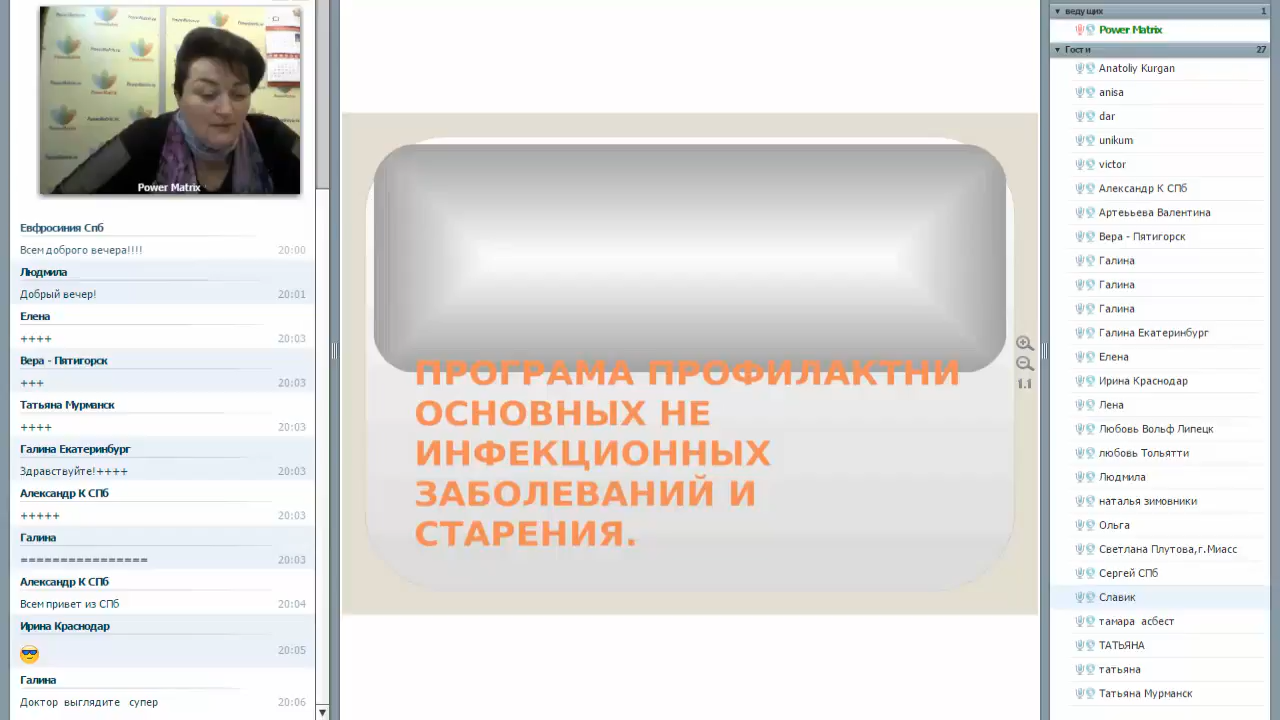 Power Matrix
Евфросиния Спб
Всем доброго вечера!!!! 20:00
Людмила
Добрый вечер! 20:01
Елена
++++ 20:03
Вера - Пятигорск
+++ 20:03
Татьяна Мурманск
++++ 20:03
Галина Екатеринбург
Здравствуйте!++++ 20:03
Александр К СПб
+++++ 20:03
Галина
================ 20:03
Александр К СПб
Всем привет из СПб 20:04
Ирина Краснодар
20:05
Галина
Доктор выглядите супер 20:06
ПРОГРАМА ПРОФИЛАКТНИ
ОСНОВНЫХ НЕ
ИНФЕКЦИОННЫХ
ЗАБОЛЕВАНИЙ И
СТАРЕНИЯ.
1.1
ведущих 1
Power Matrix
Гости 27
Anatoliy Kurgan
anisa
dar
unikum
victor
Александр К СПб
Артеььева Валентина
Вера - Пятигорск
Галина
Галина
Галина
Галина Екатеринбург
Елена
Ирина Краснодар
Лена
Любовь Вольф Липецк
любовь Тольятти
Людмила
наталья зимовники
Ольга
Светлана Плутова,г.Миасс
Сергей СПб
Славик
тамара асбест
ТАТЬЯНА
татьяна
Татьяна Мурманск